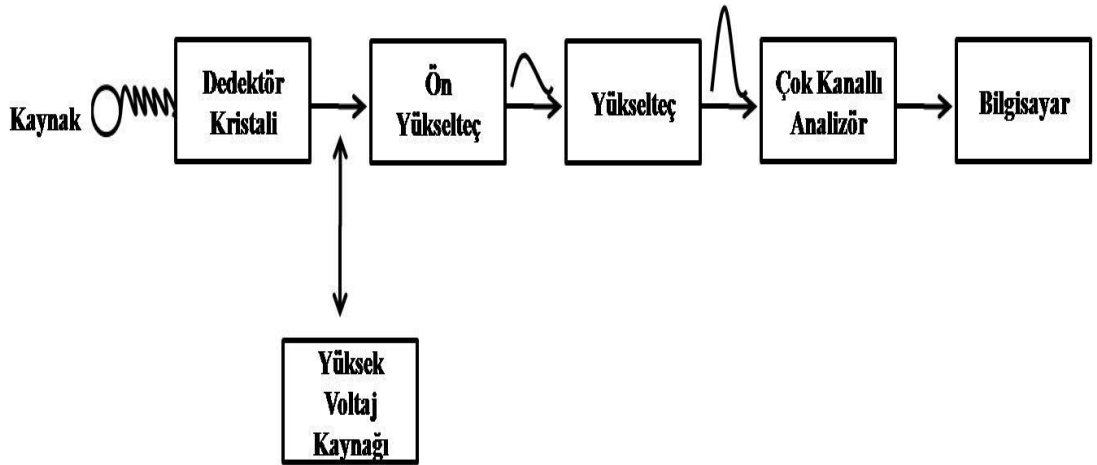 Kaynak
Dedektör
Kristali
Ön
Yükselteç
Yükselteç
Çok Kanallı
Analizör
Bilgisayar
Yüksek
Voltaj
Kaynağı